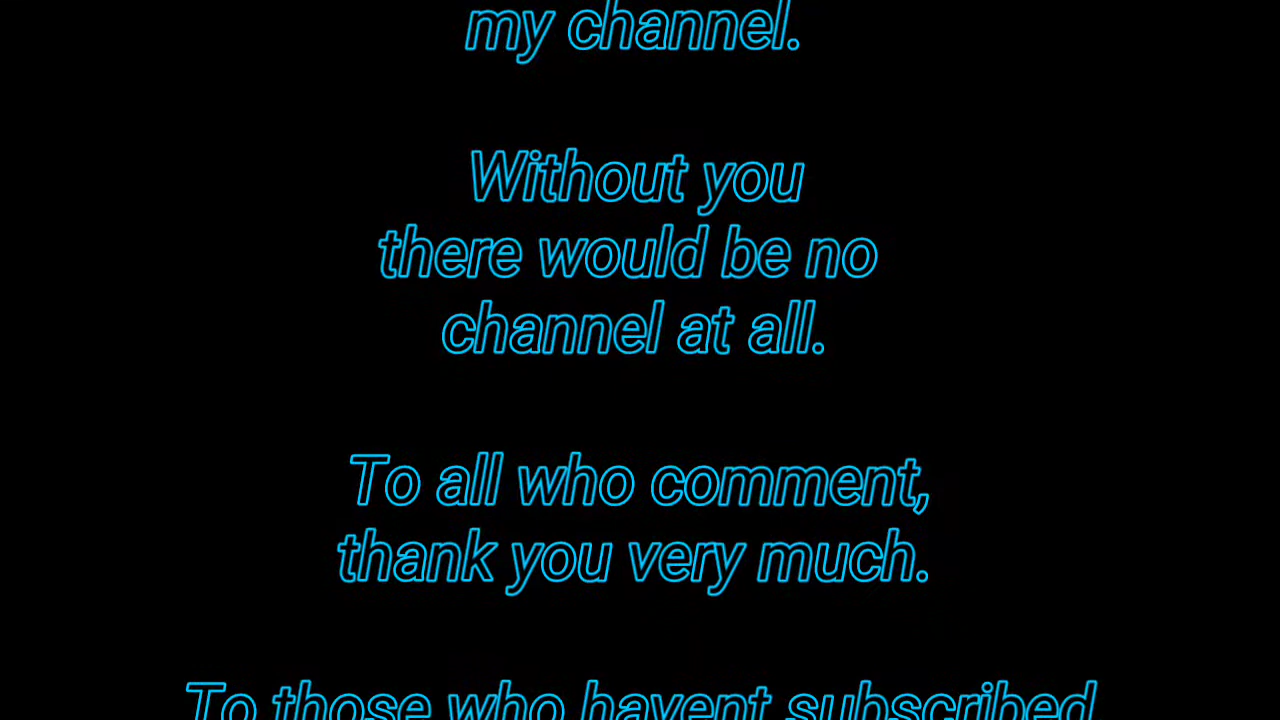 my channel.
Without you
there would be no
channel at all.
To all who comment,
thank you very much.
To those who havent subscribed